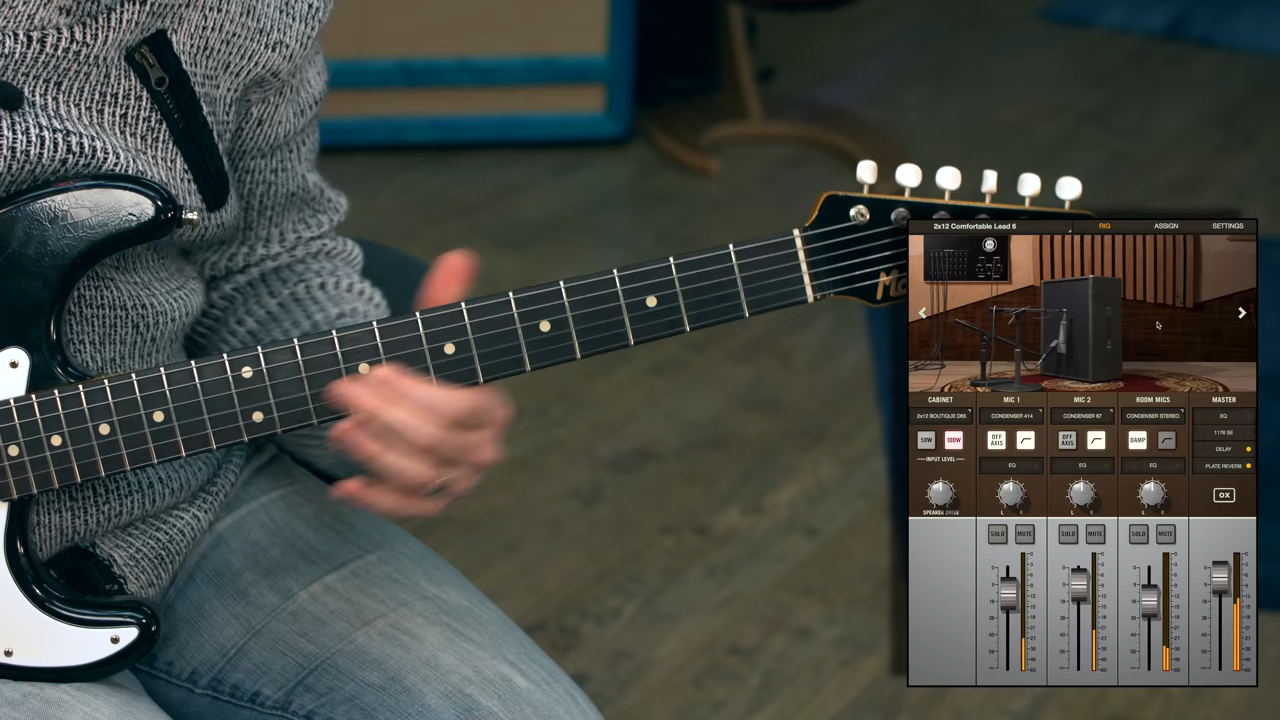 Ma
2x12 Comfortable Lead 6
RIG
ASSIGN
SETTINGS
CABINET
MIC 1
MIC 2
ROOM MICS
MASTER
2x12 BOUTIQUE D65
CONDENSER 414
CONDENSER 67
CONDENSER STEREO
EQ
50W
100W
OFF AXIS
OFF AXIS
DAMP
1176 SE
INPUT LEVEL
DELAY
EQ
EQ
EQ
PLATE REVERB
OX
SPEAKER DRIVE
L
R
L
R
L
R
SOLO
MUTE
SOLO
MUTE
SOLO
MUTE